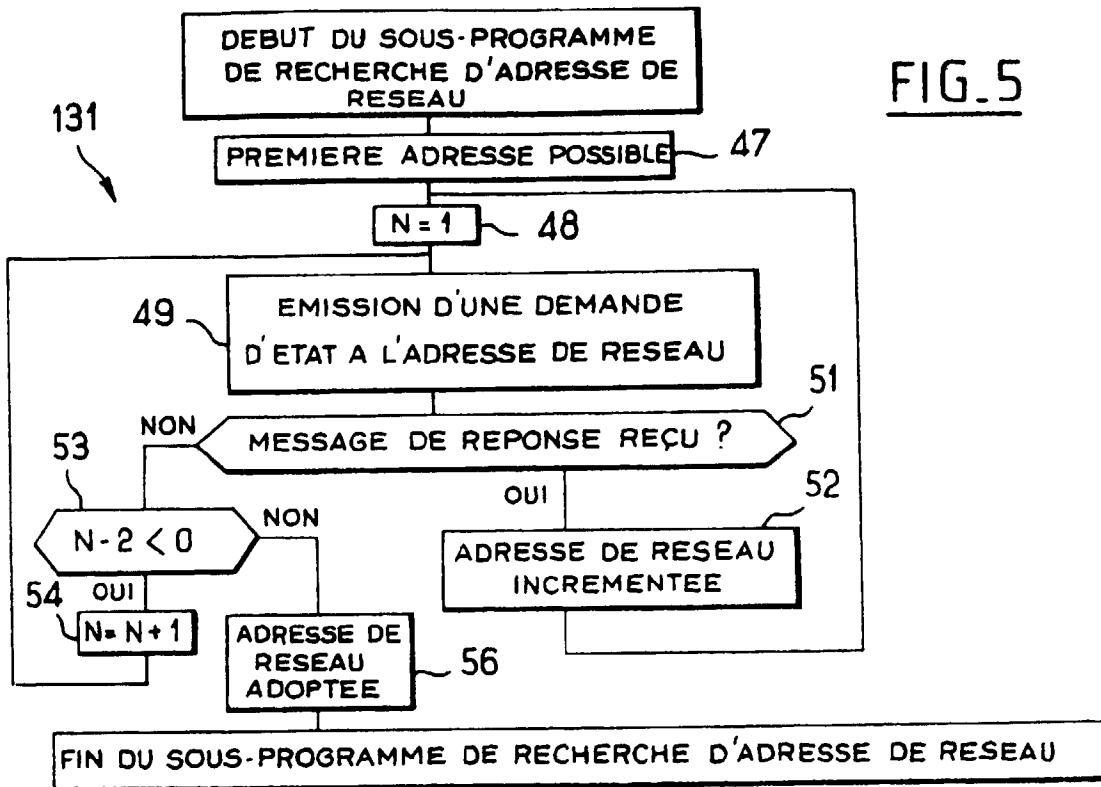 DEBUT DU SOUS-PROGRAMME
DE RECHERCHE D'ADRESSE DE
RESEAU
FIG_5
131
PREMIERE ADRESSE POSSIBLE
47
N = 1
48
49
EMISSION D'UNE DEMANDE
D'ETAT A L'ADRESSE DE RESEAU
51
NON
MESSAGE DE REPONSE REÇU ?
53
OUI
52
N - 2 < 0
NON
ADRESSE DE RESEAU
INCREMENTEE
54
OUI
N = N + 1
ADRESSE DE
RESEAU
ADOPTEE
56
FIN DU SOUS-PROGRAMME DE RECHERCHE D'ADRESSE DE RESEAU